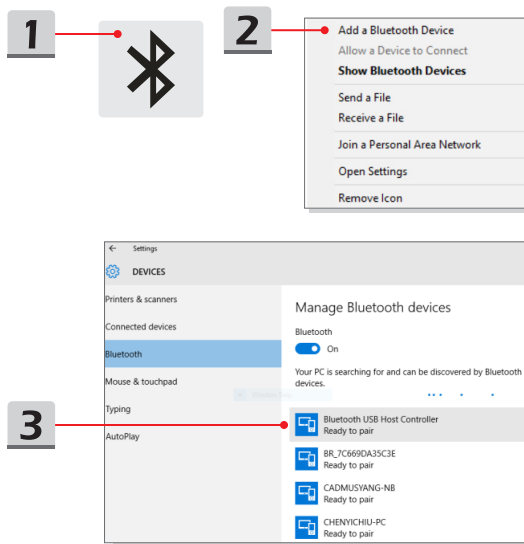 1
2
Add a Bluetooth Device
Allow a Device to Connect
Show Bluetooth Devices
Send a File
Receive a File
Join a Personal Area Network
Open Settings
Remove Icon
Settings
DEVICES
Printers & scanners
Connected devices
Bluetooth
Mouse & touchpad
Typing
AutoPlay
Manage Bluetooth devices
Bluetooth
On
Your PC is searching for and can be discovered by Bluetooth
devices.
3
Bluetooth USB Host Controller
Ready to pair
BR_7C669DA35C3E
Ready to pair
CADMUSYANG-NB
Ready to pair
CHENYICHIU-PC
Ready to pair